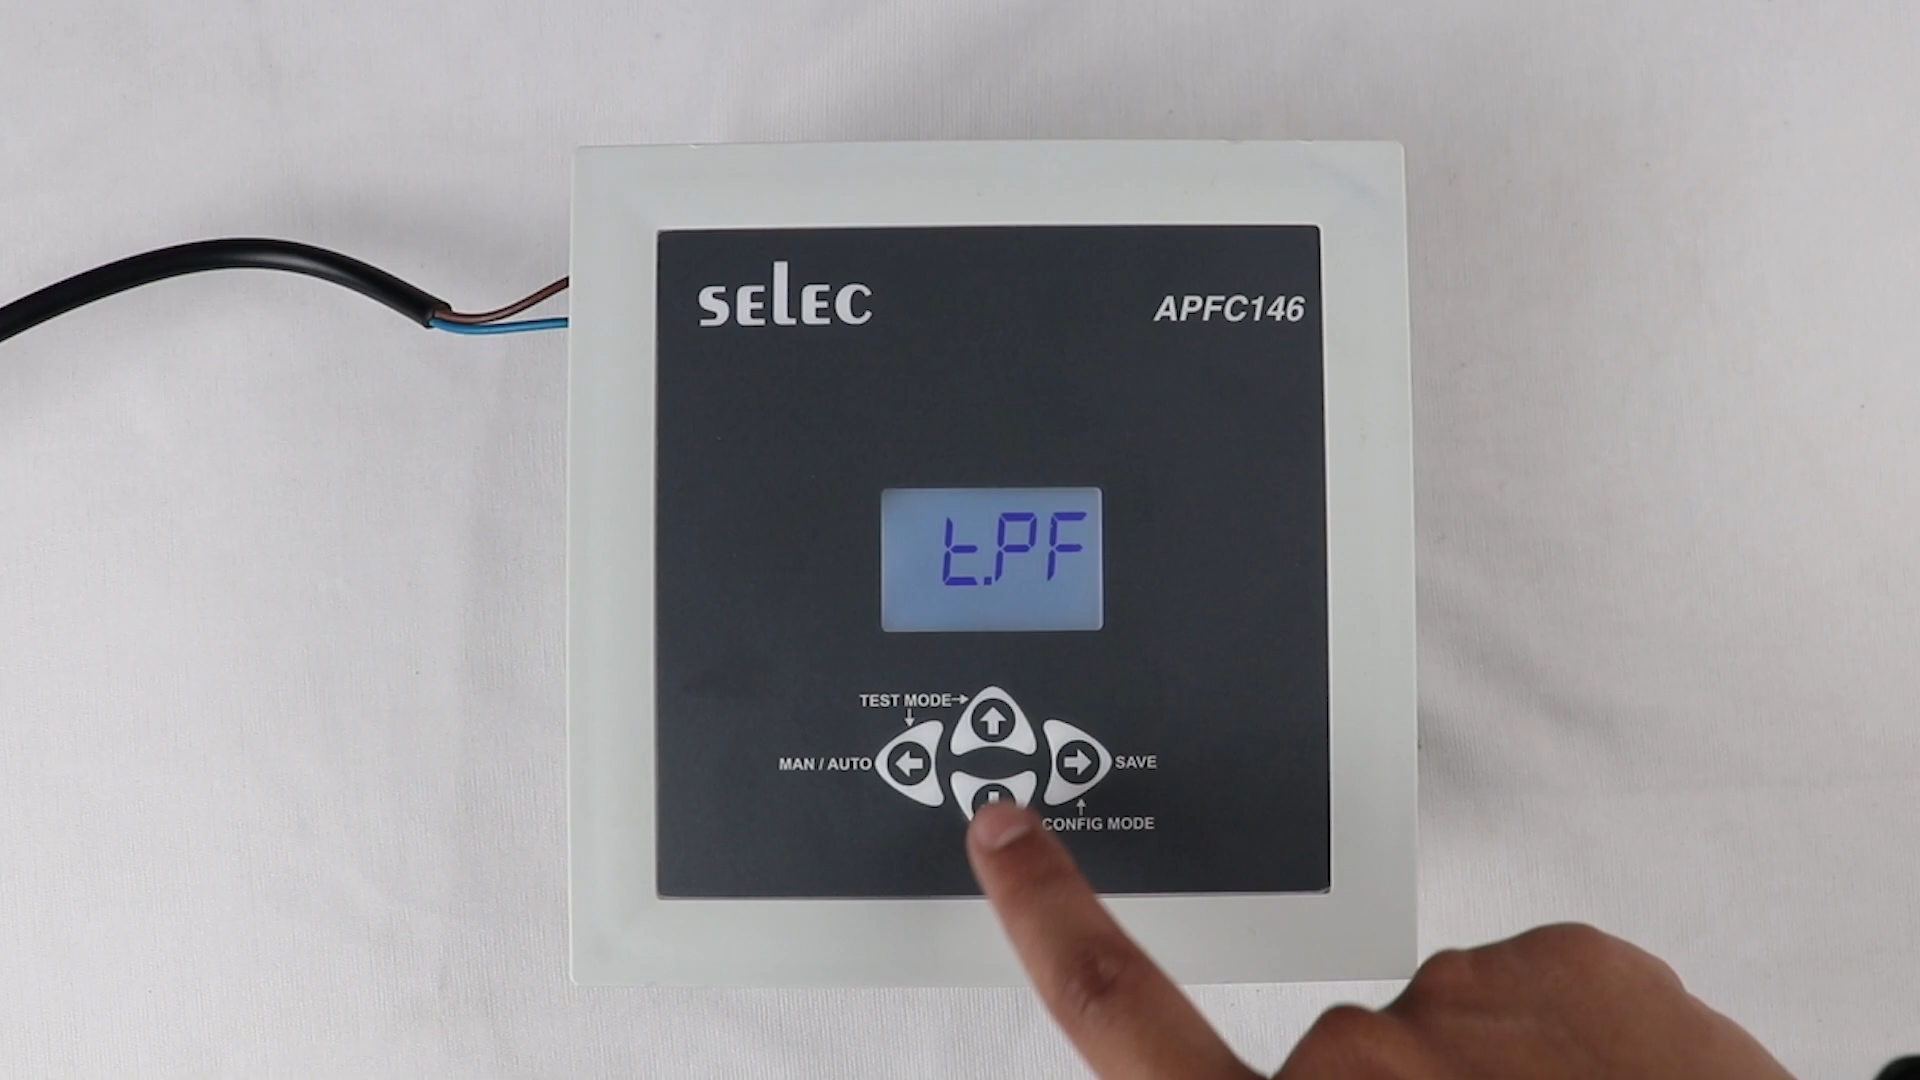 SELEC
APFC146
t.PF
TEST MODE
MAN / AUTO
SAVE
CONFIG MODE